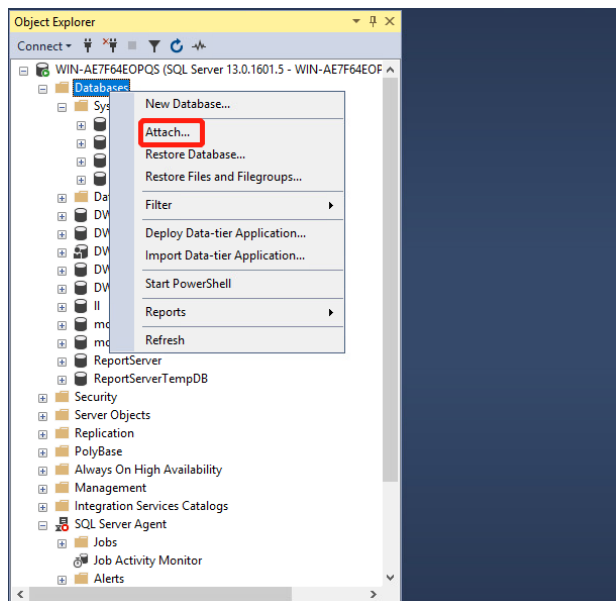 Object Explorer
Connect
WIN-AE7F64EOPQS (SQL Server 13.0.1601.5 - WIN-AE7F64EOP
Databases
Sys
New Database...
Attach...
Restore Database...
Restore Files and Filegroups...
Filter
Deploy Data-tier Application...
Import Data-tier Application...
Start PowerShell
Reports
Refresh
Dat
DW
DW
DW
DW
DW
ll
mo
mo
ReportServer
ReportServerTempDB
Security
Server Objects
Replication
PolyBase
Always On High Availability
Management
Integration Services Catalogs
SQL Server Agent
Jobs
Job Activity Monitor
Alerts